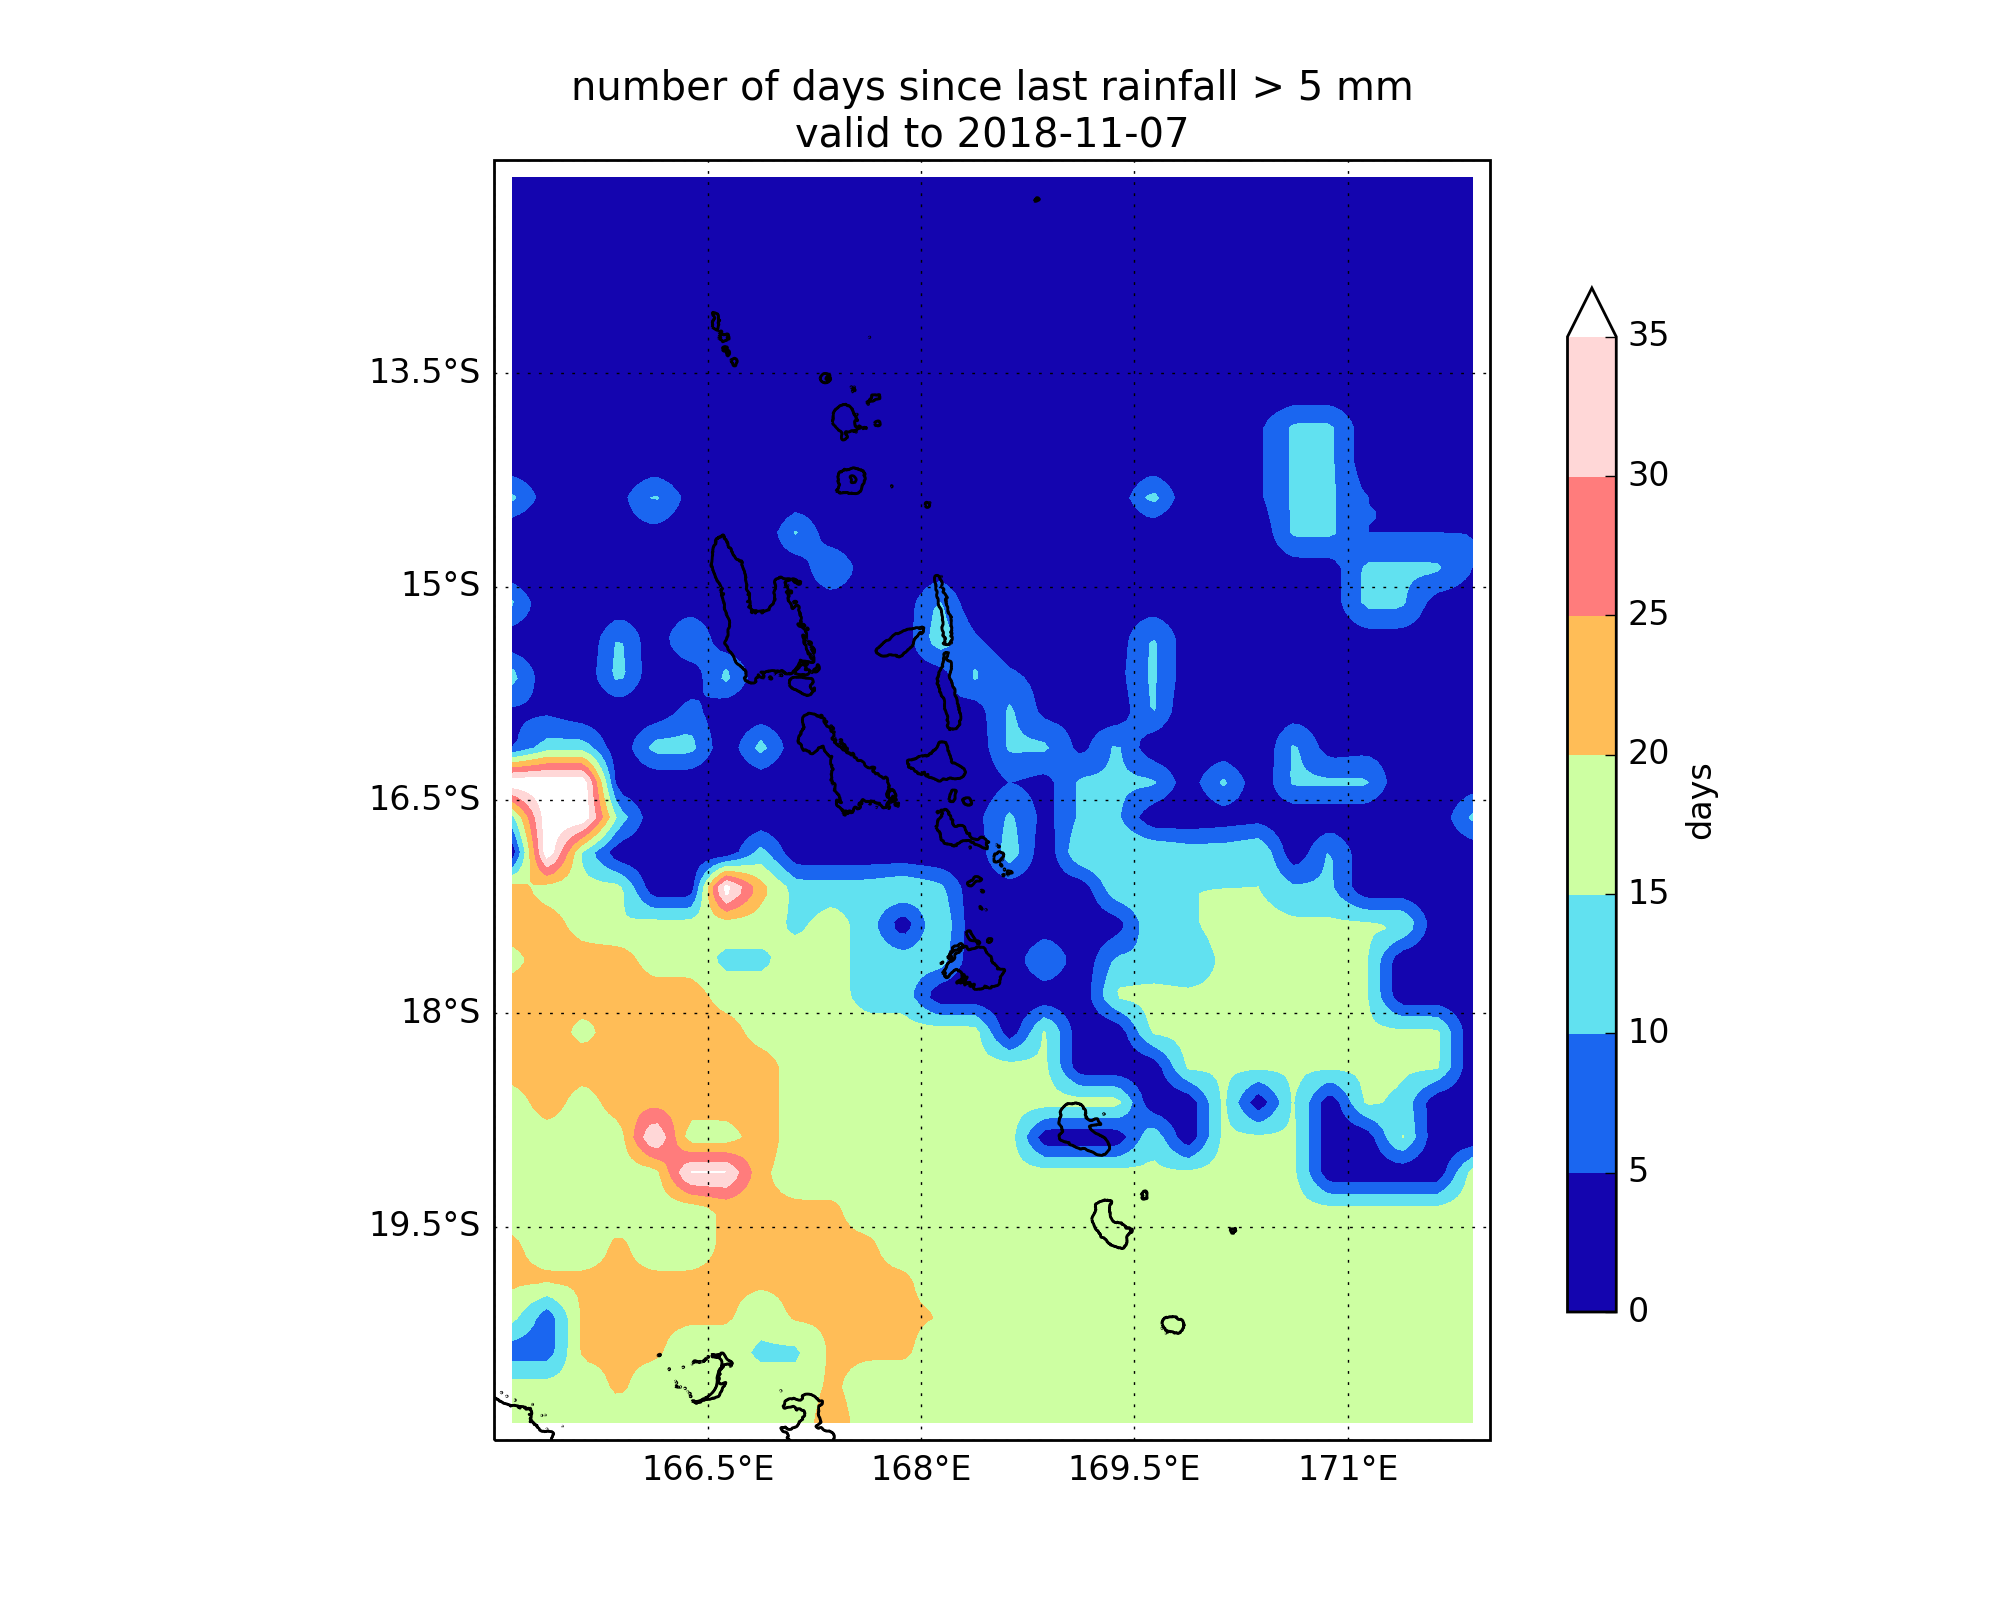 number of days since last rainfall > 5 mm
valid to 2018-11-07
13.5°S
15°S
16.5°S
18°S
19.5°S
166.5°E
168°E
169.5°E
171°E
35
30
25
20
15
10
5
0
days